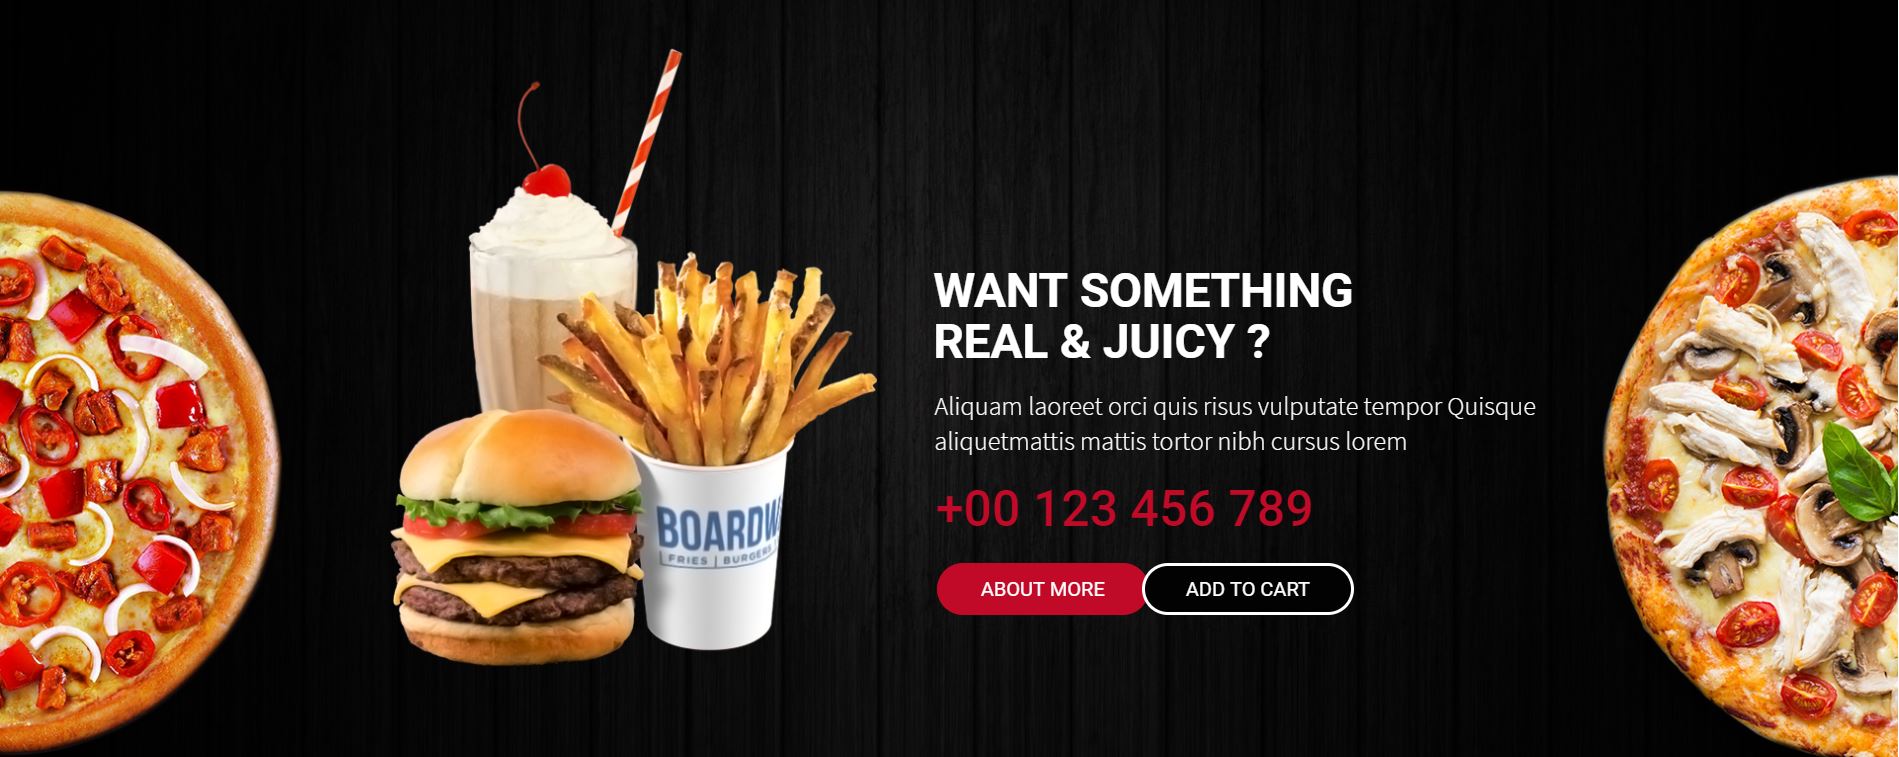 WANT SOMETHING
REAL & JUICY ?
Aliquam laoreet orci quis risus vulputate tempor Quisque
aliquetmattis mattis tortor nibh cursus lorem
+00 123 456 789
ABOUT MORE
ADD TO CART
BOARDW
FRIES | BURGERS